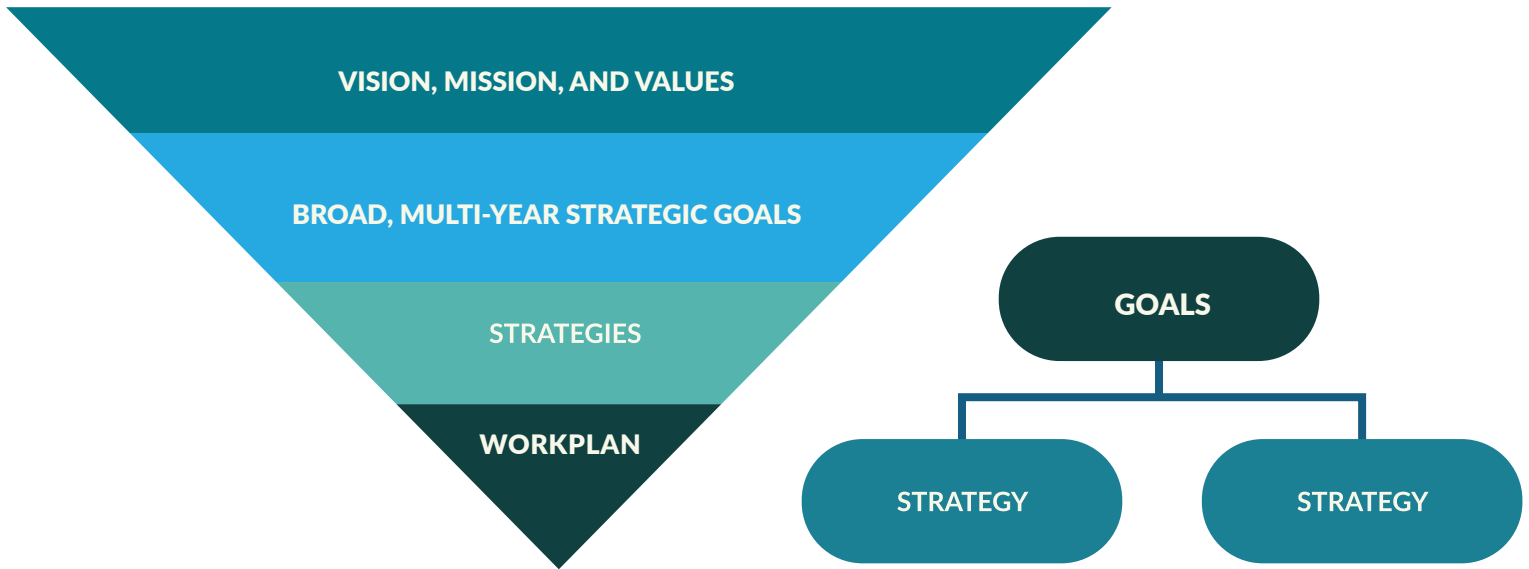 VISION, MISSION, AND VALUES
BROAD, MULTI-YEAR STRATEGIC GOALS
STRATEGIES
WORKPLAN
GOALS
STRATEGY
STRATEGY